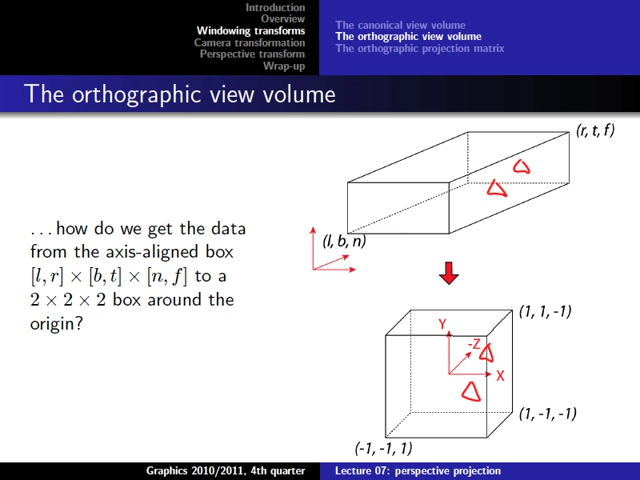 Introduction
Overview
Windowing transforms
Camera transformation
Perspective transform
Wrap-up
The canonical view volume
The orthographic view volume
The orthographic projection matrix
The orthographic view volume
...how do we get the data
from the axis-aligned box
[l, r] × [b, t] × [n, f] to a
2 × 2 × 2 box around the
origin?
(r, t, f)
(l, b, n)
(1, 1, -1)
Y
-Z
X
(1, -1, -1)
(-1, -1, 1)
Graphics 2010/2011, 4th quarter
Lecture 07: perspective projection